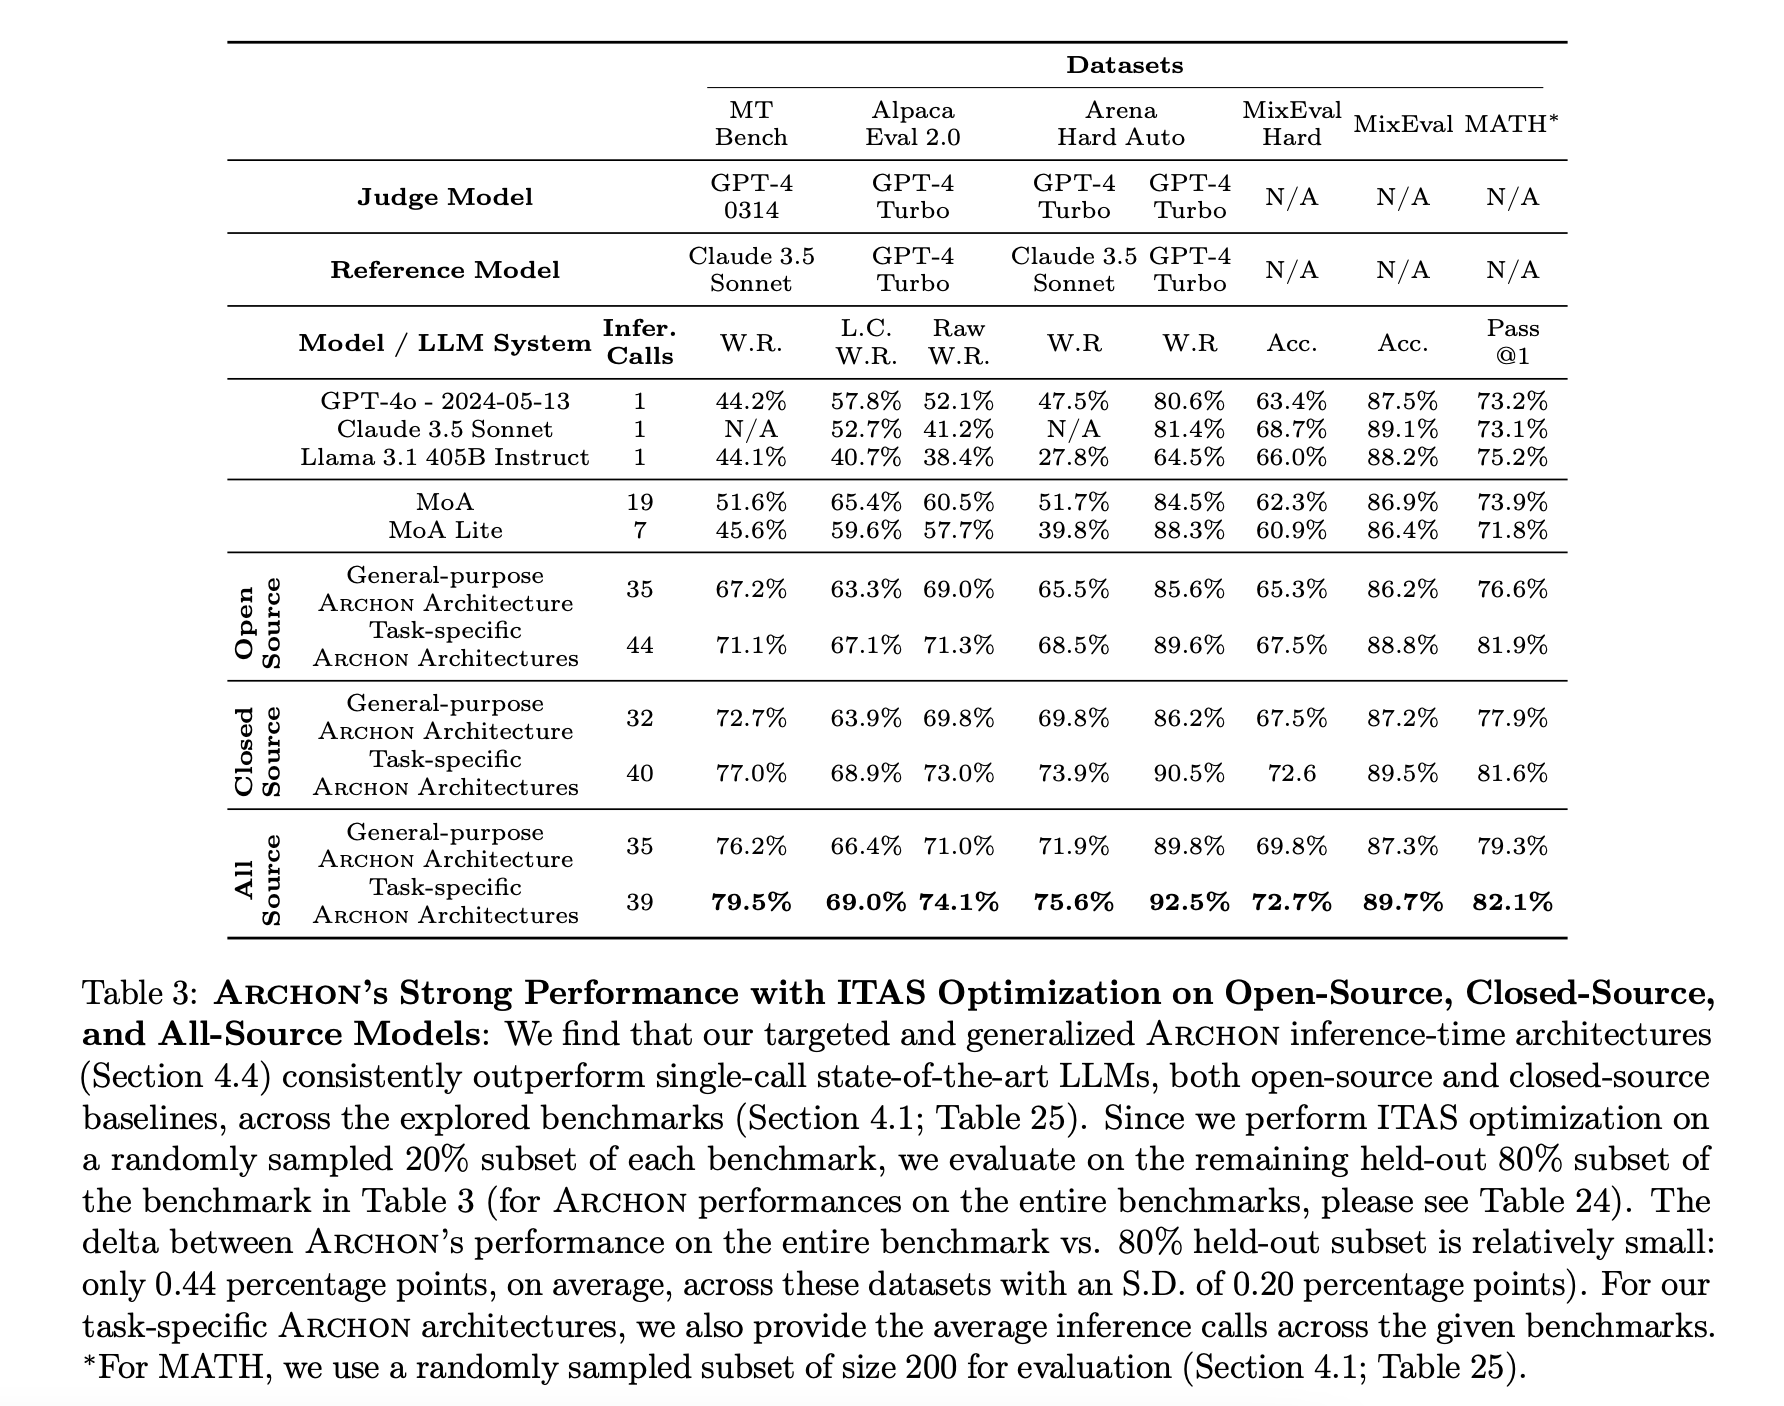 Datasets
MT Bench Alpaca Eval 2.0 Arena Hard Auto MixEval Hard MixEval MATH*
Judge Model GPT-4 0314 GPT-4 Turbo GPT-4 Turbo GPT-4 Turbo N/A N/A N/A
Reference Model Claude 3.5 Sonnet GPT-4 Turbo Claude 3.5 Sonnet GPT-4 Turbo N/A N/A N/A
Model / LLM System Infer. Calls W.R. L.C. W.R. Raw W.R. W.R W.R Acc. Acc. Pass @1
GPT-4o - 2024-05-13 1 44.2% 57.8% 52.1% 47.5% 80.6% 63.4% 87.5% 73.2%
Claude 3.5 Sonnet 1 N/A 52.7% 41.2% N/A 81.4% 68.7% 89.1% 73.1%
Llama 3.1 405B Instruct 1 44.1% 40.7% 38.4% 27.8% 64.5% 66.0% 88.2% 75.2%
MoA 19 51.6% 65.4% 60.5% 51.7% 84.5% 62.3% 86.9% 73.9%
MoA Lite 7 45.6% 59.6% 57.7% 39.8% 88.3% 60.9% 86.4% 71.8%
Open Source
General-purpose ARCHON Architecture 35 67.2% 63.3% 69.0% 65.5% 85.6% 65.3% 86.2% 76.6%
Task-specific ARCHON Architectures 44 71.1% 67.1% 71.3% 68.5% 89.6% 67.5% 88.8% 81.9%
Closed Source
General-purpose ARCHON Architecture 32 72.7% 63.9% 69.8% 69.8% 86.2% 67.5% 87.2% 77.9%
Task-specific ARCHON Architectures 40 77.0% 68.9% 73.0% 73.9% 90.5% 72.6 89.5% 81.6%
All Source
General-purpose ARCHON Architecture 35 76.2% 66.4% 71.0% 71.9% 89.8% 69.8% 87.3% 79.3%
Task-specific ARCHON Architectures 39 79.5% 69.0% 74.1% 75.6% 92.5% 72.7% 89.7% 82.1%
Table 3: ARCHON's Strong Performance with ITAS Optimization on Open-Source, Closed-Source,
and All-Source Models: We find that our targeted and generalized ARCHON inference-time architectures
(Section 4.4) consistently outperform single-call state-of-the-art LLMs, both open-source and closed-source
baselines, across the explored benchmarks (Section 4.1; Table 25). Since we perform ITAS optimization on
a randomly sampled 20% subset of each benchmark, we evaluate on the remaining held-out 80% subset of
the benchmark in Table 3 (for ARCHON performances on the entire benchmarks, please see Table 24). The
delta between ARCHON's performance on the entire benchmark vs. 80% held-out subset is relatively small:
only 0.44 percentage points, on average, across these datasets with an S.D. of 0.20 percentage points). For our
task-specific ARCHON architectures, we also provide the average inference calls across the given benchmarks.
*For MATH, we use a randomly sampled subset of size 200 for evaluation (Section 4.1; Table 25).